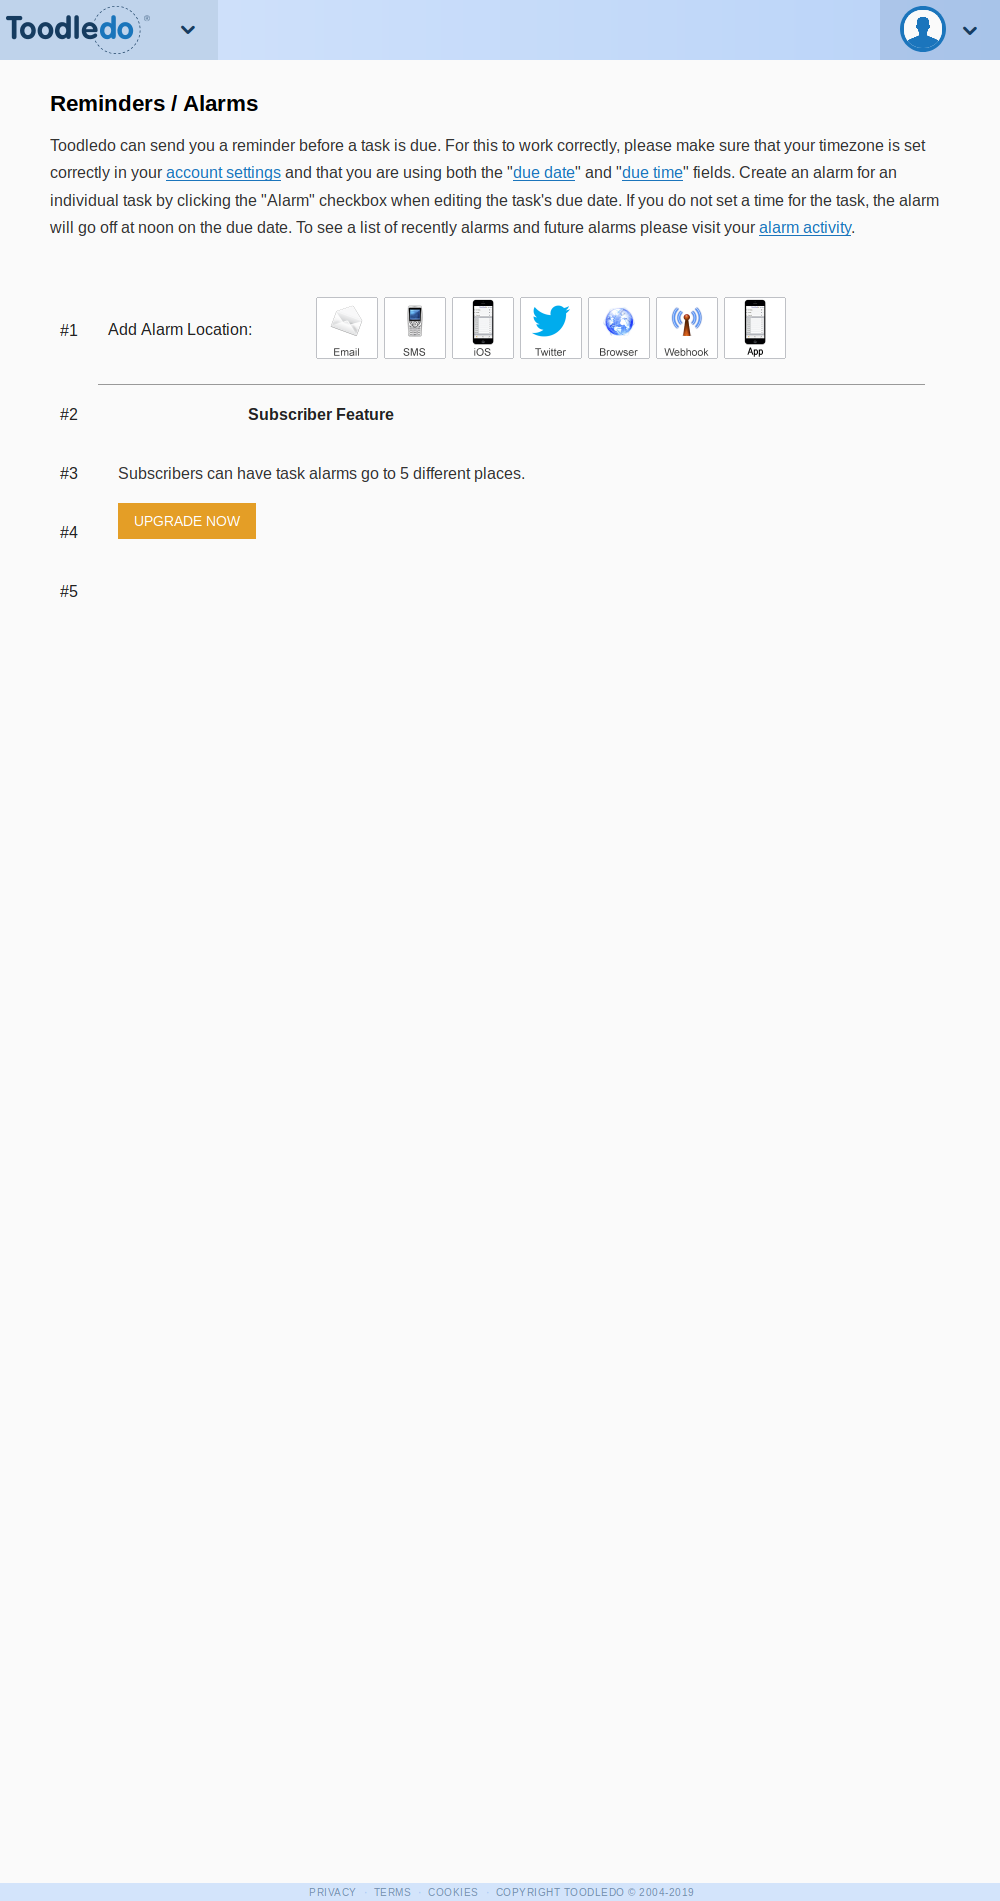 Toodledo®
Reminders / Alarms
Toodledo can send you a reminder before a task is due. For this to work correctly, please make sure that your timezone is set
correctly in your account settings and that you are using both the "due date" and "due time" fields. Create an alarm for an
individual task by clicking the "Alarm" checkbox when editing the task's due date. If you do not set a time for the task, the alarm
will go off at noon on the due date. To see a list of recently alarms and future alarms please visit your alarm activity.
#1 Add Alarm Location:
Email SMS iOS Twitter Browser Webhook App
#2 Subscriber Feature
#3 Subscribers can have task alarms go to 5 different places.
UPGRADE NOW
#4
#5
PRIVACY · TERMS · COOKIES · COPYRIGHT TOODLEDO © 2004-2019